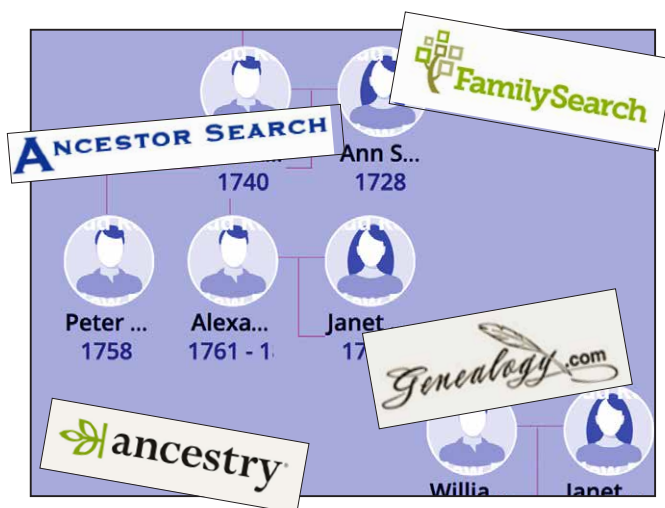 FamilySearch
ANCESTOR SEARCH
Ann S...
1740 1728
Peter ... Alexa... Janet
1758 1761 - 1
Genealogy.com
ancestry
Willia Janet